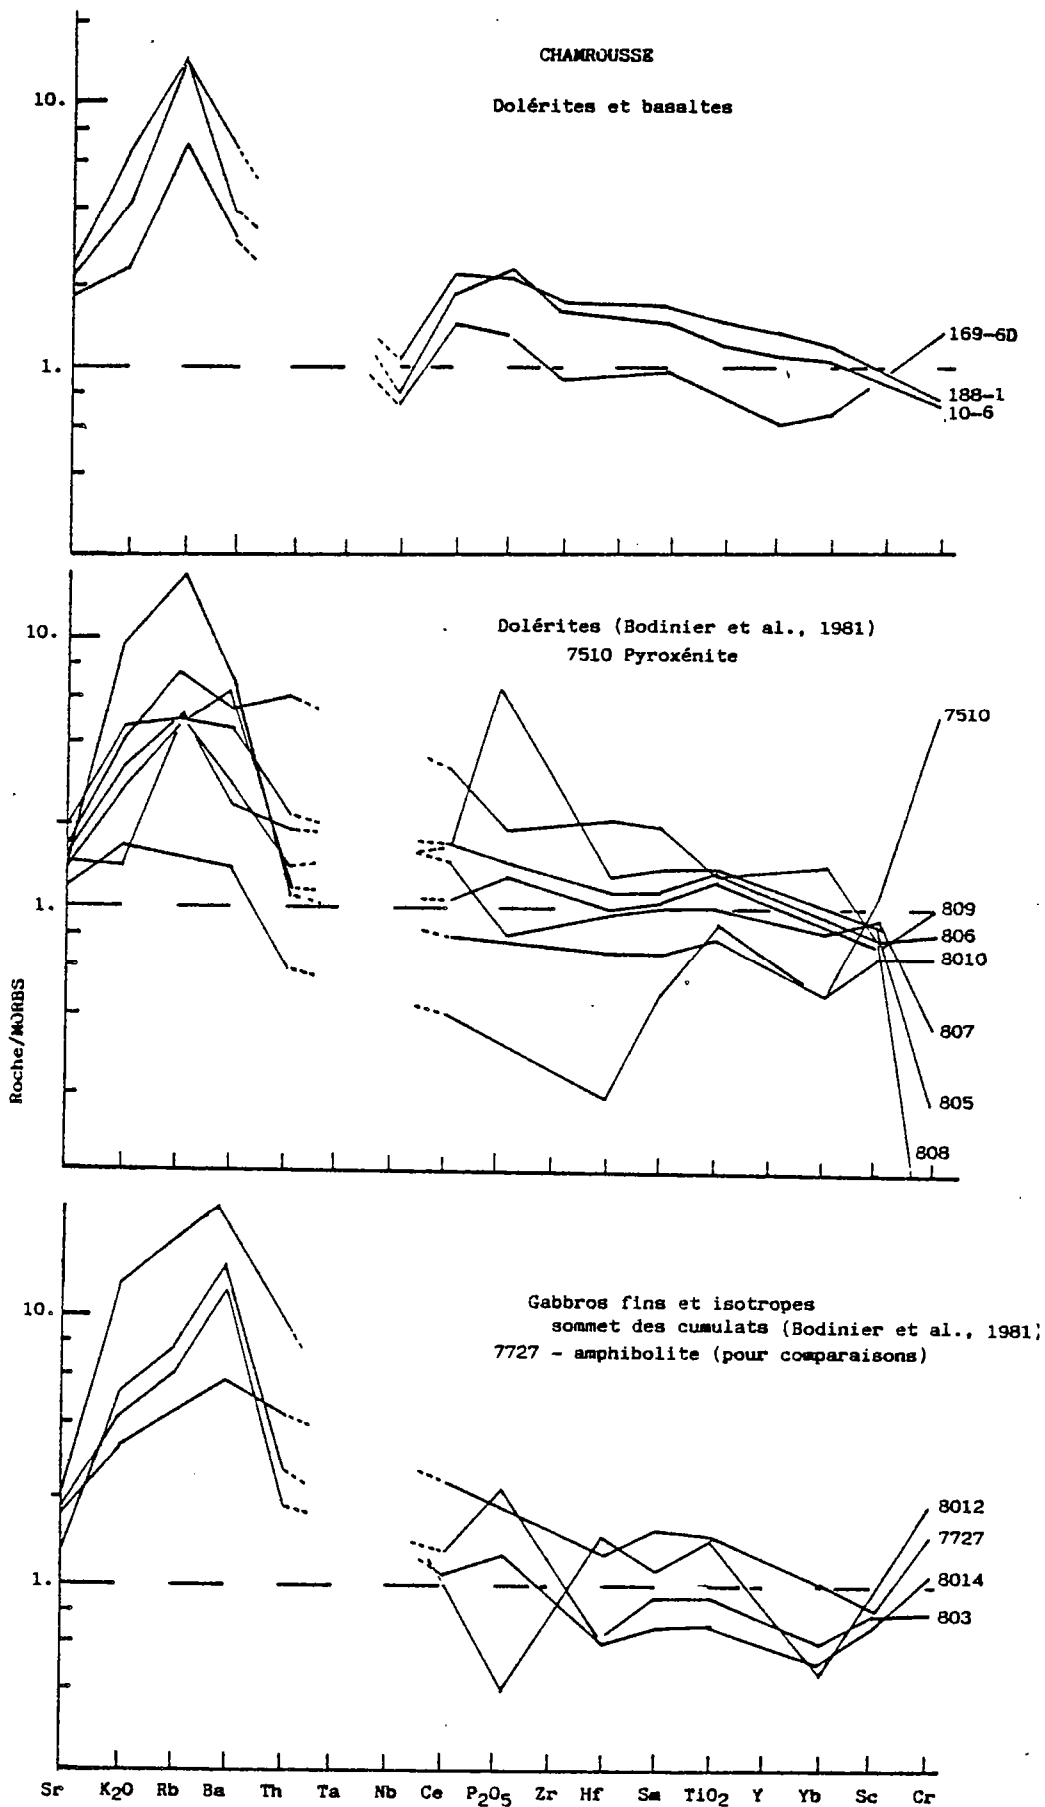 CHAMROUSSE
Dolérites et basaltes
10.
1.
169-6D
188-1
10-6
Dolérites (Bodinier et al., 1981)
7510 Pyroxénite
10.
1.
7510
809
806
8010
807
805
808
Roche/MORBS
Gabbros fins et isotropes
sommet des cumulats (Bodinier et al., 1981)
7727 - amphibolite (pour comparaisons)
10.
1.
8012
7727
8014
803
Sr K2O Rb Ba Th Ta Nb Ce P2O5 Zr Hf Sm TiO2 Y Yb Sc Cr